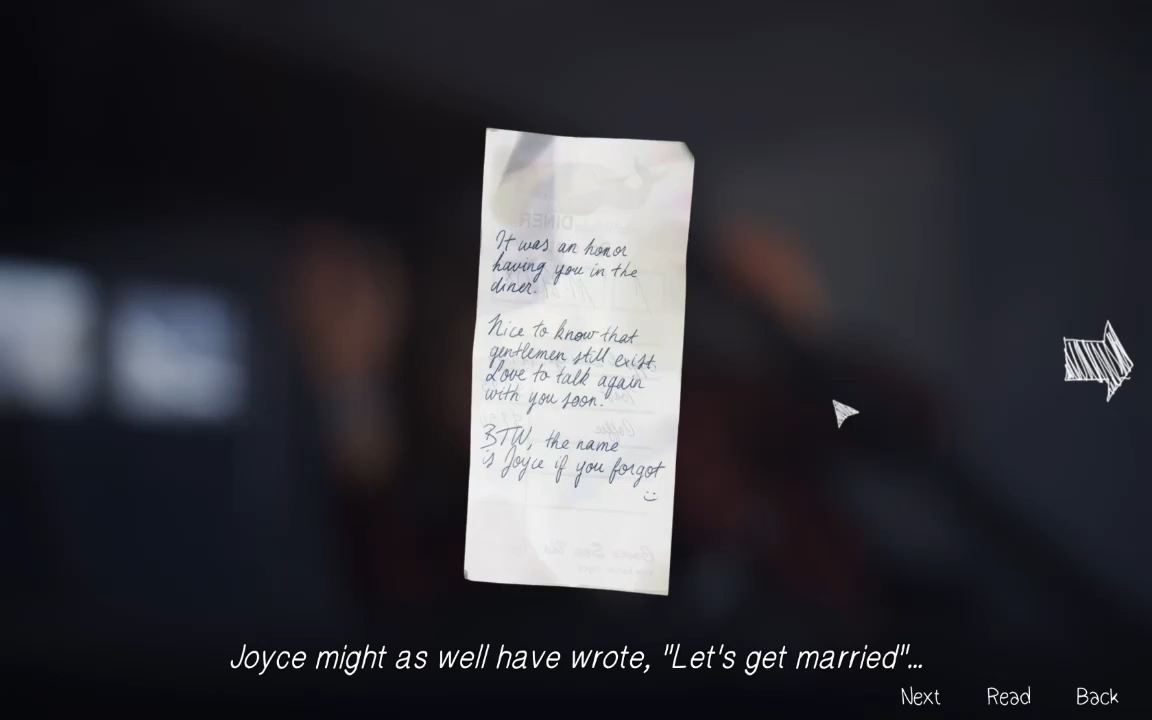 DINER
It was an honor
having you in the
diner.
Nice to know that
gentlemen still exist.
Love to talk again
with you soon.
BTW, the name
is Joyce if you forgot
:)
Joyce might as well have wrote, "Let's get married"...
Next Read Back